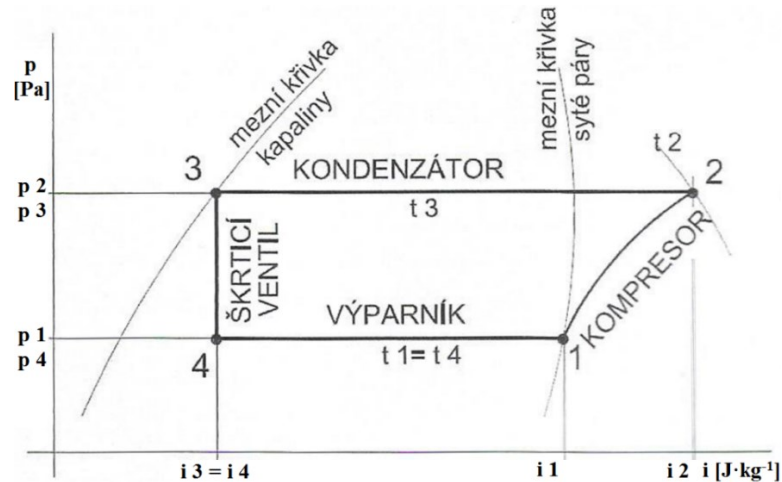 p
[Pa]
mezní křivka
kapaliny
mezní křivka
syté páry
t 2
3
KONDENZÁTOR
2
p 2
p 3
t 3
ŠKRTICÍ
VENTIL
VÝPARNÍK
KOMPRESOR
p 1
p 4
4
t 1= t 4
1
i 3 = i 4
i 1
i 2
i [J·kg⁻¹]